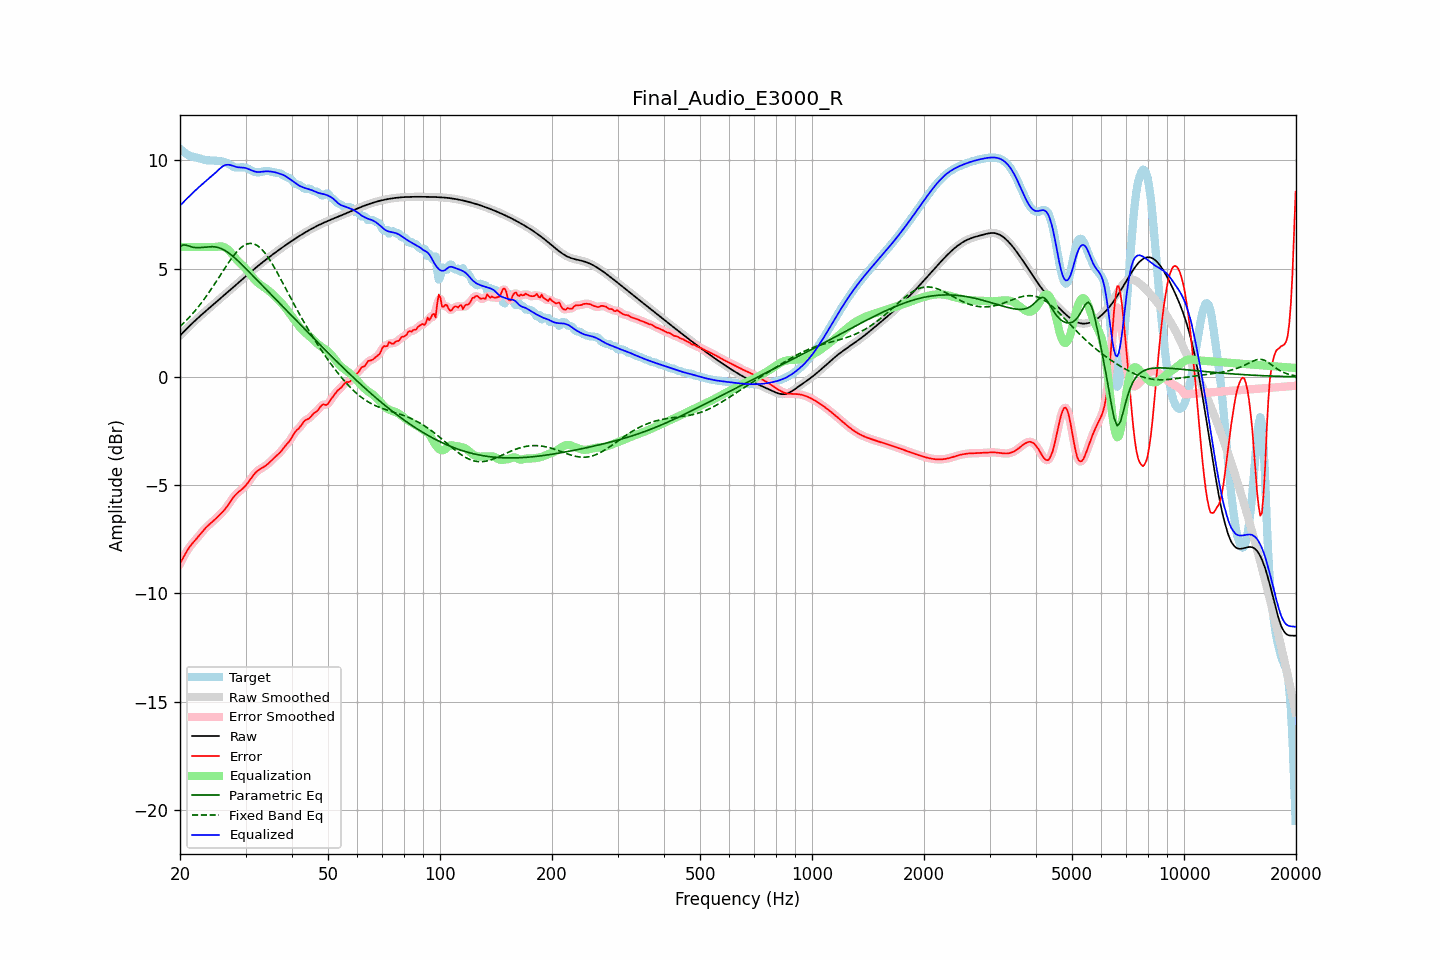 Final_Audio_E3000_R
Amplitude (dBr)
10
5
0
−5
−10
−15
−20
Target
Raw Smoothed
Error Smoothed
Raw
Error
Equalization
Parametric Eq
Fixed Band Eq
Equalized
20 50 100 200 500 1000 2000 5000 10000 20000
Frequency (Hz)